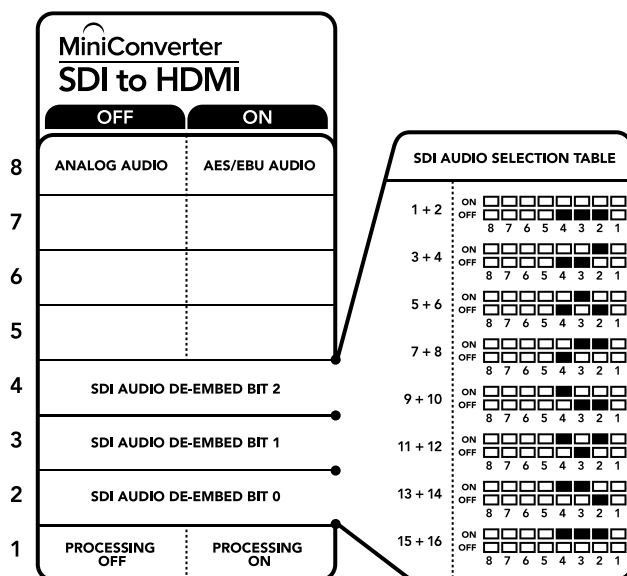 MiniConverter
SDI to HDMI
OFF ON
8 ANALOG AUDIO AES/EBU AUDIO
7
6
5
4 SDI AUDIO DE-EMBED BIT 2
3 SDI AUDIO DE-EMBED BIT 1
2 SDI AUDIO DE-EMBED BIT 0
1 PROCESSING OFF PROCESSING ON
SDI AUDIO SELECTION TABLE
1 + 2 ON
OFF
8 7 6 5 4 3 2 1
3 + 4 ON
OFF
8 7 6 5 4 3 2 1
5 + 6 ON
OFF
8 7 6 5 4 3 2 1
7 + 8 ON
OFF
8 7 6 5 4 3 2 1
9 + 10 ON
OFF
8 7 6 5 4 3 2 1
11 + 12 ON
OFF
8 7 6 5 4 3 2 1
13 + 14 ON
OFF
8 7 6 5 4 3 2 1
15 + 16 ON
OFF
8 7 6 5 4 3 2 1